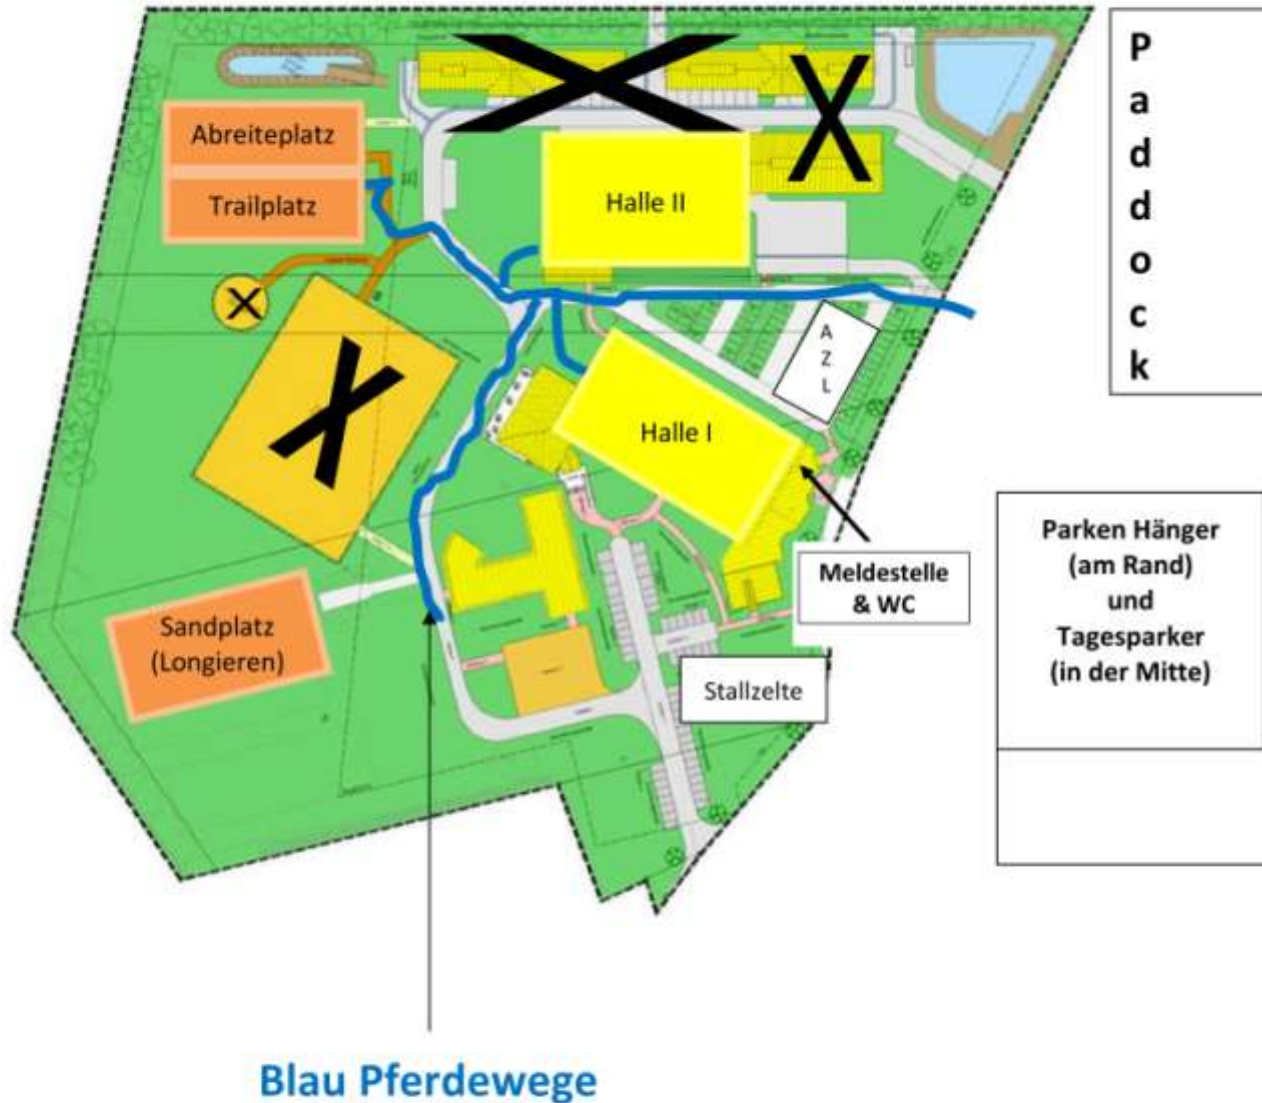 P
a
d
d
o
c
k
Abreiteplatz
Trailplatz
Halle II
A
Z
L
Halle I
Meldestelle
& WC
Parken Hänger
(am Rand)
und
Tagesparker
(in der Mitte)
Sandplatz
(Longieren)
Stallzelte
Blau Pferdewege